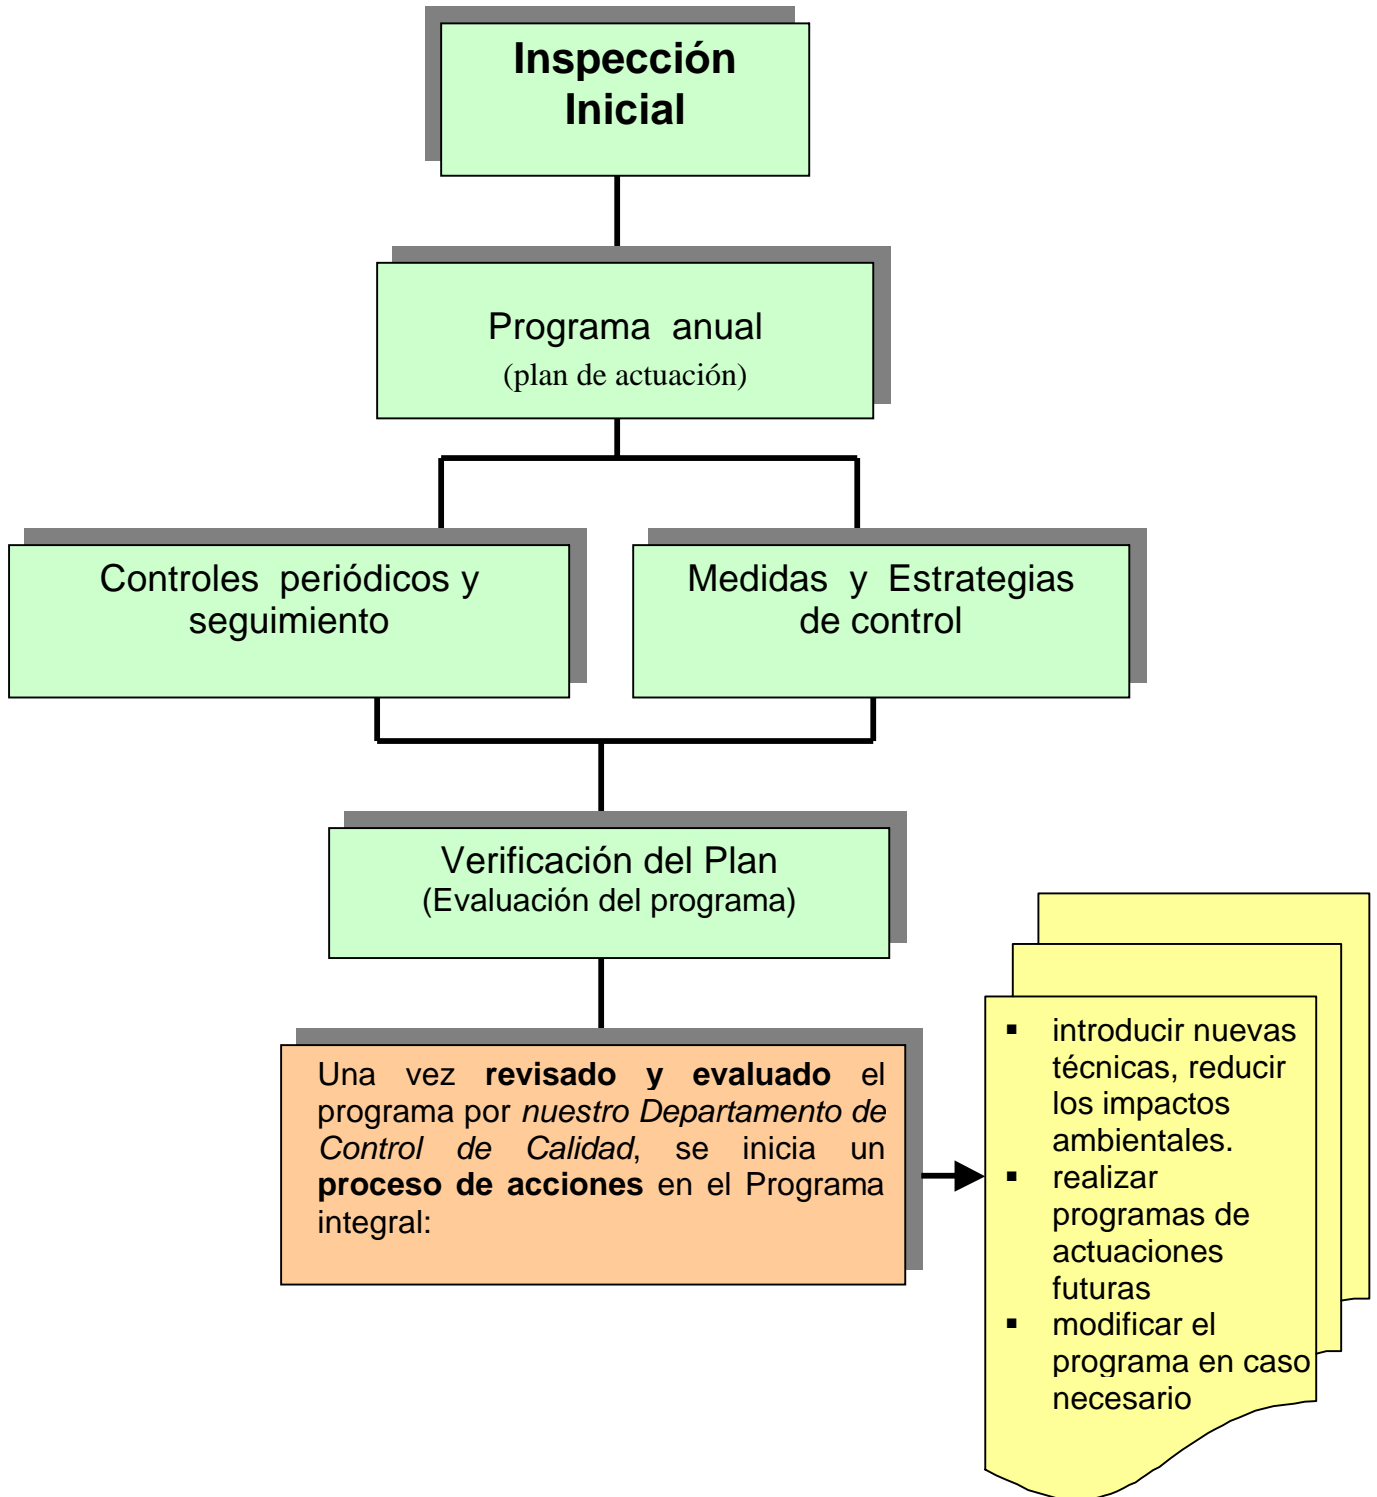 Inspección
Inicial
Programa anual
(plan de actuación)
Controles periódicos y
seguimiento
Medidas y Estrategias
de control
Verificación del Plan
(Evaluación del programa)
Una vez revisado y evaluado el
programa por nuestro Departamento de
Control de Calidad, se inicia un
proceso de acciones en el Programa
integral:
▪ introducir nuevas
técnicas, reducir
los impactos
ambientales.
▪ realizar
programas de
actuaciones
futuras
▪ modificar el
programa en caso
necesario